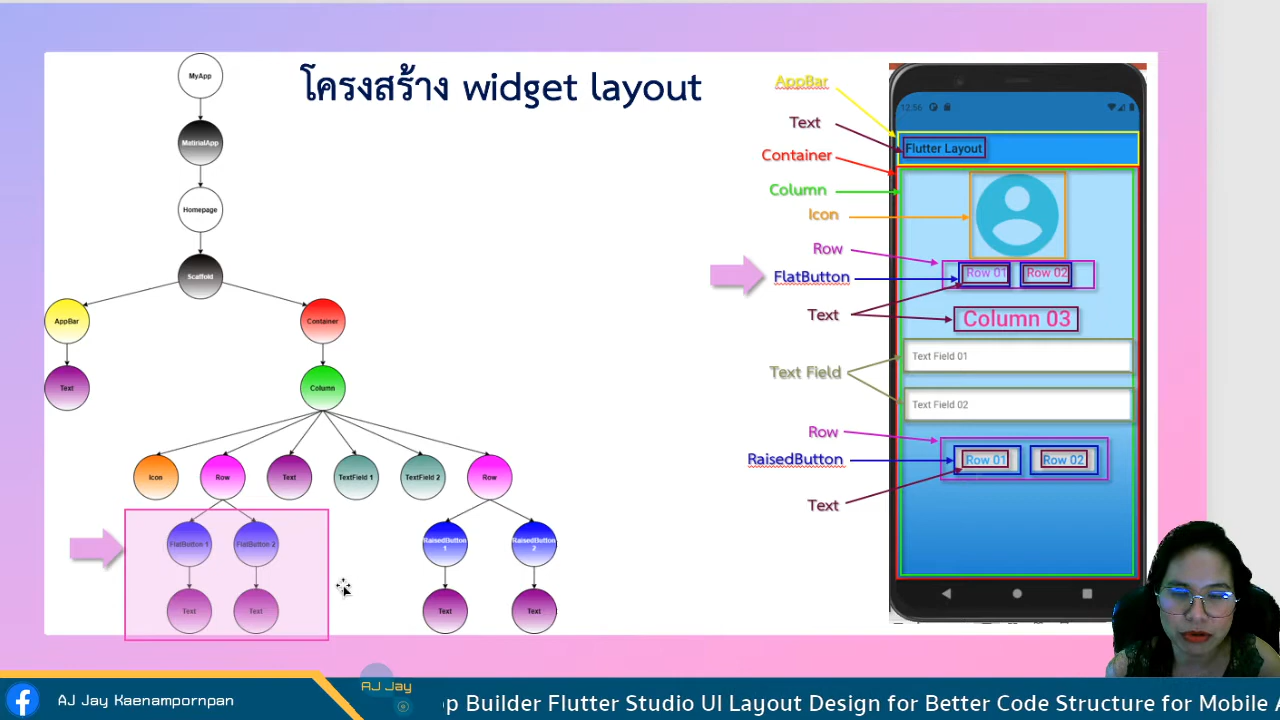 โครงสร้าง widget layout
MyApp
MatirialApp
Homepage
Scaffold
AppBar
Container
Text
Column
Icon
Row
Text
TextField 1
TextField 2
Row
FlatButton 1
FlatButton 2
RaisedButton
1
RaisedButton
2
Text
Text
Text
Text
AppBar
Text
Container
Column
Icon
Row
FlatButton
Text
Text Field
Row
RaisedButton
Text
12:56
Flutter Layout
Row 01
Row 02
Column 03
Text Field 01
Text Field 02
Row 01
Row 02
AJ Jay Kaenampornpan
AJ Jay
p Builder Flutter Studio UI Layout Design for Better Code Structure for Mobile A